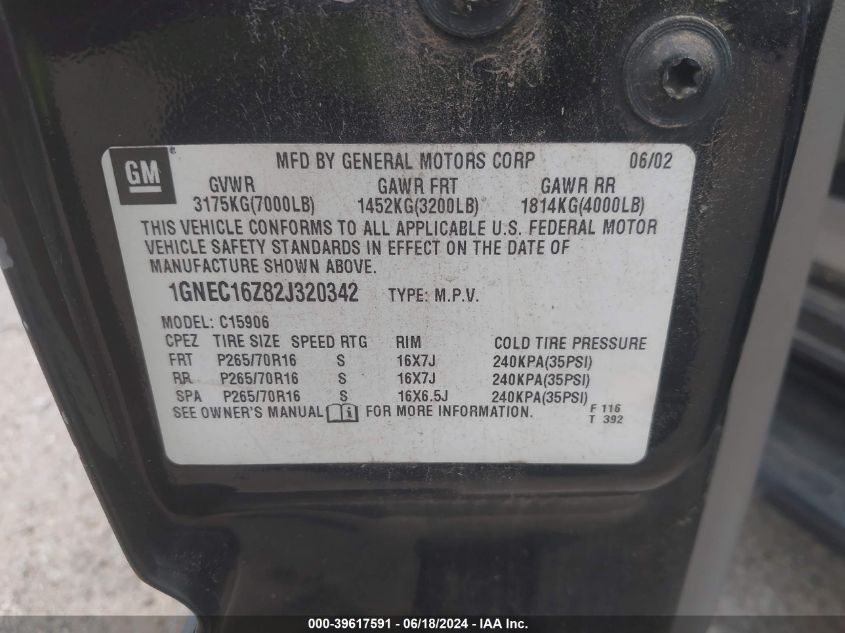 GM
MFD BY GENERAL MOTORS CORP 06/02
GVWR GAWR FRT GAWR RR
3175KG(7000LB) 1452KG(3200LB) 1814KG(4000LB)
THIS VEHICLE CONFORMS TO ALL APPLICABLE U.S. FEDERAL MOTOR
VEHICLE SAFETY STANDARDS IN EFFECT ON THE DATE OF
MANUFACTURE SHOWN ABOVE.
1GNEC16Z82J320342 TYPE: M.P.V.
MODEL: C15906
CPEZ TIRE SIZE SPEED RTG RIM COLD TIRE PRESSURE
FRT P265/70R16 S 16X7J 240KPA(35PSI)
RR P265/70R16 S 16X7J 240KPA(35PSI)
SPA P265/70R16 S 16X6.5J 240KPA(35PSI)
SEE OWNER'S MANUAL i FOR MORE INFORMATION.
F 116
T 392
000-39617591 - 06/18/2024 - IAA Inc.